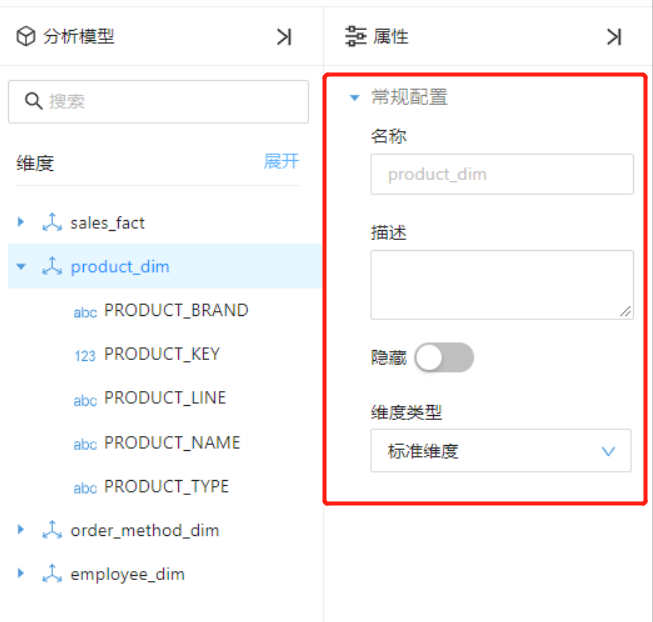 分析模型
搜索
维度
展开
sales_fact
product_dim
abc PRODUCT_BRAND
123 PRODUCT_KEY
abc PRODUCT_LINE
abc PRODUCT_NAME
abc PRODUCT_TYPE
order_method_dim
employee_dim
属性
常规配置
名称
product_dim
描述
隐藏
维度类型
标准维度